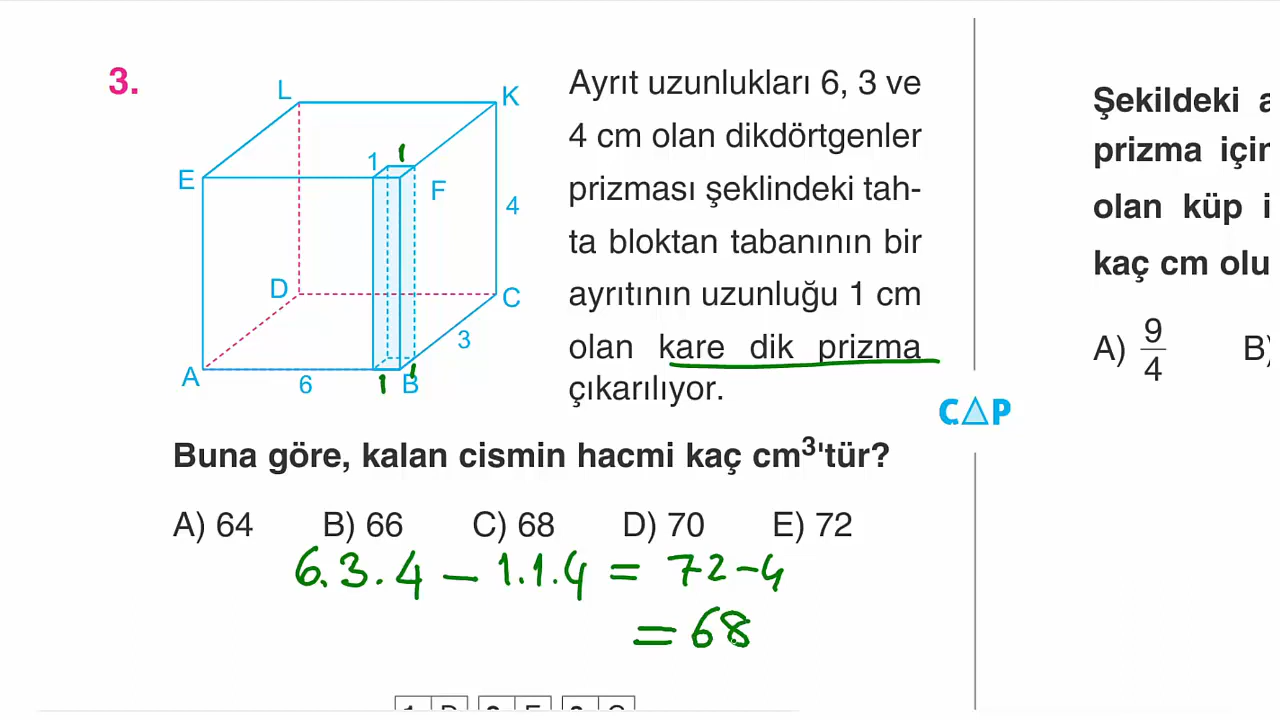 3.
L
K
1
1
E
F
4
D
C
3
A
6
1
1
B
Ayrıt uzunlukları 6, 3 ve
4 cm olan dikdörtgenler
prizması şeklindeki tah-
ta bloktan tabanının bir
ayrıtının uzunluğu 1 cm
olan kare dik prizma
çıkarılıyor.
Buna göre, kalan cismin hacmi kaç cm³'tür?
A) 64 B) 66 C) 68 D) 70 E) 72
6.3.4 – 1.1.4 = 72–4
= 68
Şekildeki a
prizma için
olan küp i
kaç cm olu
A) 9/4 B)
CAP